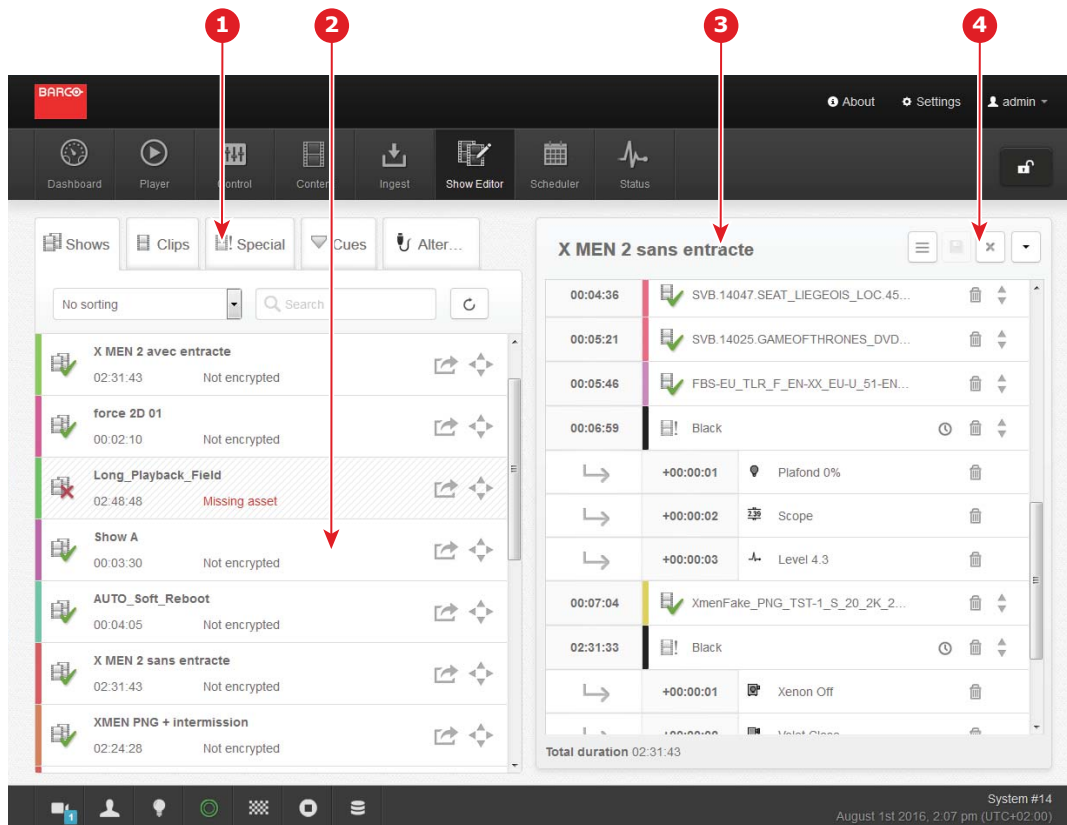 1 2 3 4
BARCO
About Settings admin
Dashboard Player Control Conten Ingest Show Editor Scheduler Status
Shows Clips Special Cues Alter...
No sorting Search
X MEN 2 avec entracte
02:31:43 Not encrypted
force 2D 01
00:02:10 Not encrypted
Long_Playback_Field
02:48:48 Missing asset
Show A
00:03:30 Not encrypted
AUTO_Soft_Reboot
00:04:05 Not encrypted
X MEN 2 sans entracte
02:31:43 Not encrypted
XMEN PNG + intermission
02:24:28 Not encrypted
X MEN 2 sans entracte
00:04:36 SVB.14047.SEAT_LIEGEOIS_LOC.45...
00:05:21 SVB.14025.GAMEOFTHRONES_DVD...
00:05:46 FBS-EU_TLR_F_EN-XX_EU-U_51-EN...
00:06:59 Black
+00:00:01 Plafond 0%
+00:00:02 2.39 Scope
+00:00:03 Level 4.3
00:07:04 XmenFake_PNG_TST-1_S_20_2K_2...
02:31:33 Black
+00:00:01 Xenon Off
Total duration 02:31:43
1
System #14
August 1st 2016, 2:07 pm (UTC+02:00)